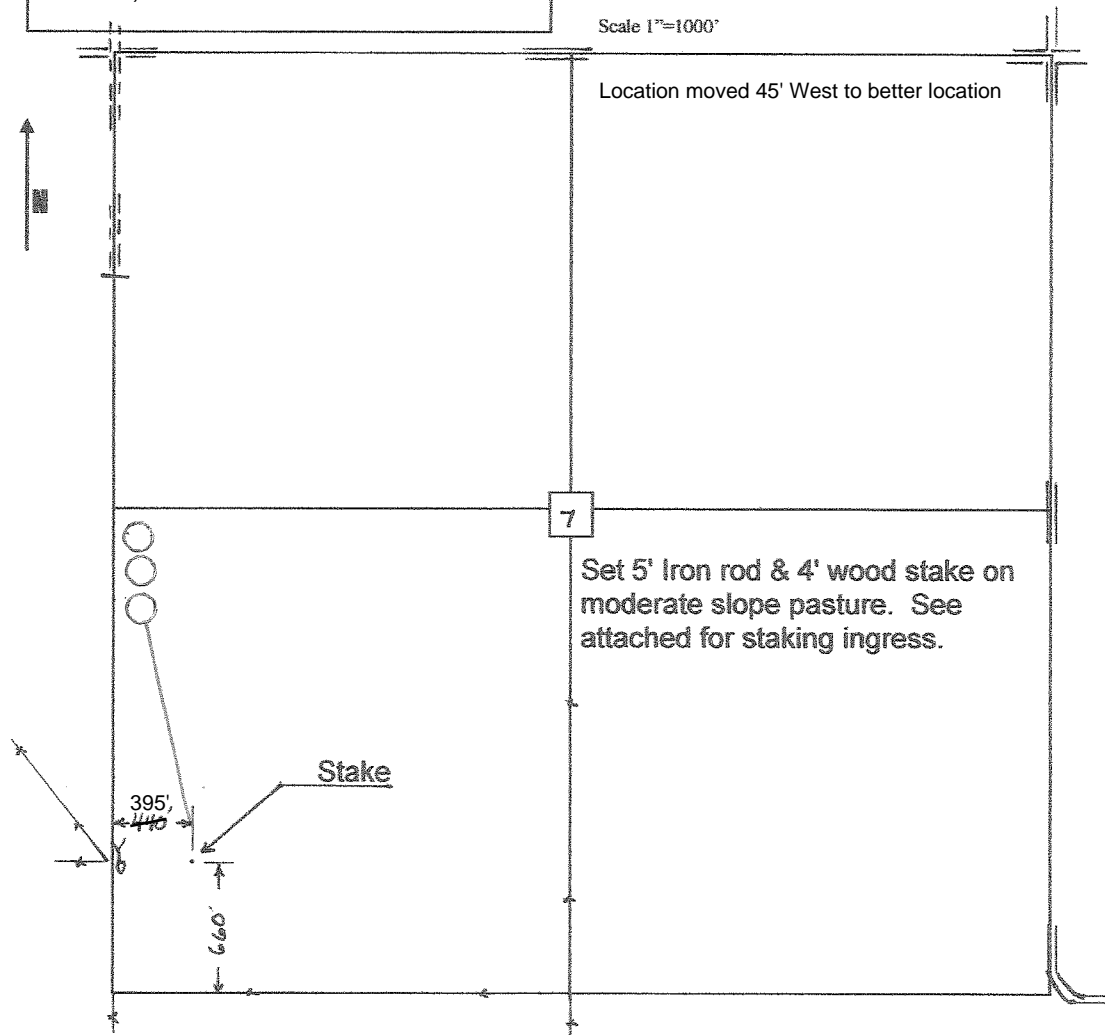 Scale 1"=1000'
Location moved 45' West to better location
7
Set 5' Iron rod & 4' wood stake on
moderate slope pasture. See
attached for staking ingress.
Stake
395'
440'
660'